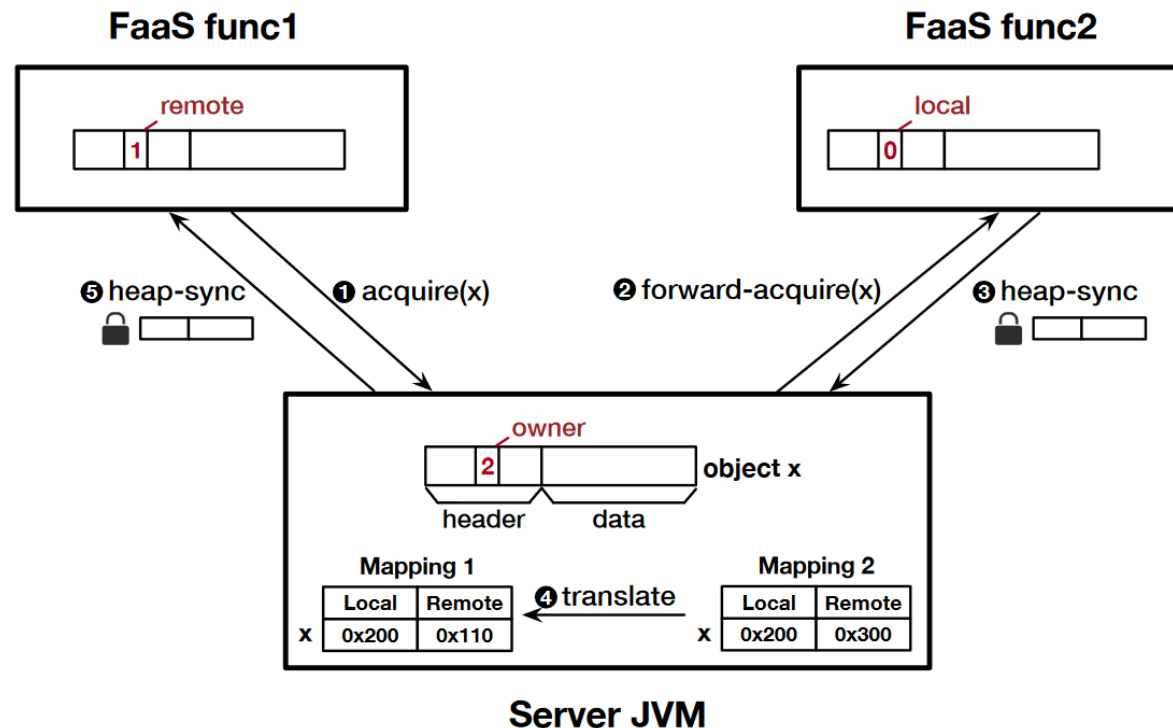 FaaS func1
FaaS func2
remote
1
local
0
❺ heap-sync
❶ acquire(x)
❷ forward-acquire(x)
❸ heap-sync
owner
2
object x
header
data
Mapping 1
Mapping 2
❹ translate
Local Remote
x 0x200 0x110
Local Remote
x 0x200 0x300
Server JVM